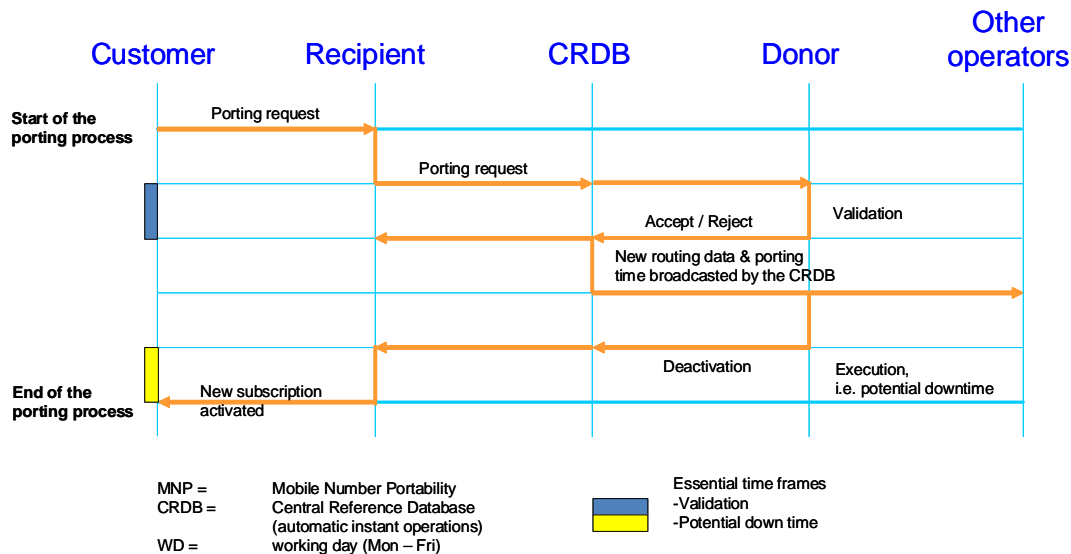 Customer
Recipient
CRDB
Donor
Other
operators
Start of the
porting process
Porting request
Porting request
Accept / Reject
Validation
New routing data & porting
time broadcasted by the CRDB
Deactivation
Execution,
i.e. potential downtime
End of the
porting process
New subscription
activated
MNP = Mobile Number Portability
CRDB = Central Reference Database
(automatic instant operations)
WD = working day (Mon – Fri)
Essential time frames
-Validation
-Potential down time